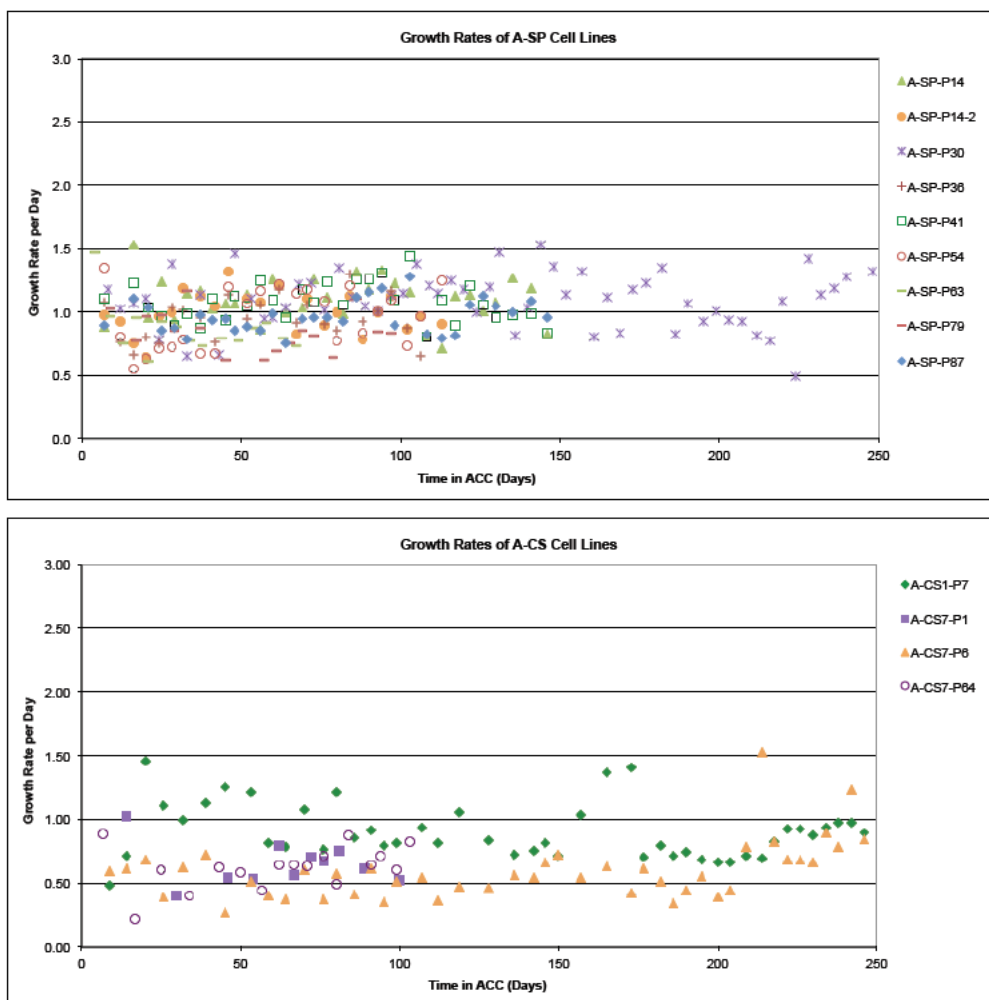 Growth Rates of A-SP Cell Lines
3.0
2.5
2.0
1.5
1.0
0.5
0.0
Growth Rate per Day
0 50 100 150 200 250
Time in ACC (Days)
A-SP-P14
A-SP-P14-2
A-SP-P30
A-SP-P36
A-SP-P41
A-SP-P54
A-SP-P63
A-SP-P79
A-SP-P87
Growth Rates of A-CS Cell Lines
3.00
2.50
2.00
1.50
1.00
0.50
0.00
Growth Rate per Day
0 50 100 150 200 250
Time in ACC (Days)
A-CS1-P7
A-CS7-P1
A-CS7-P6
A-CS7-P64